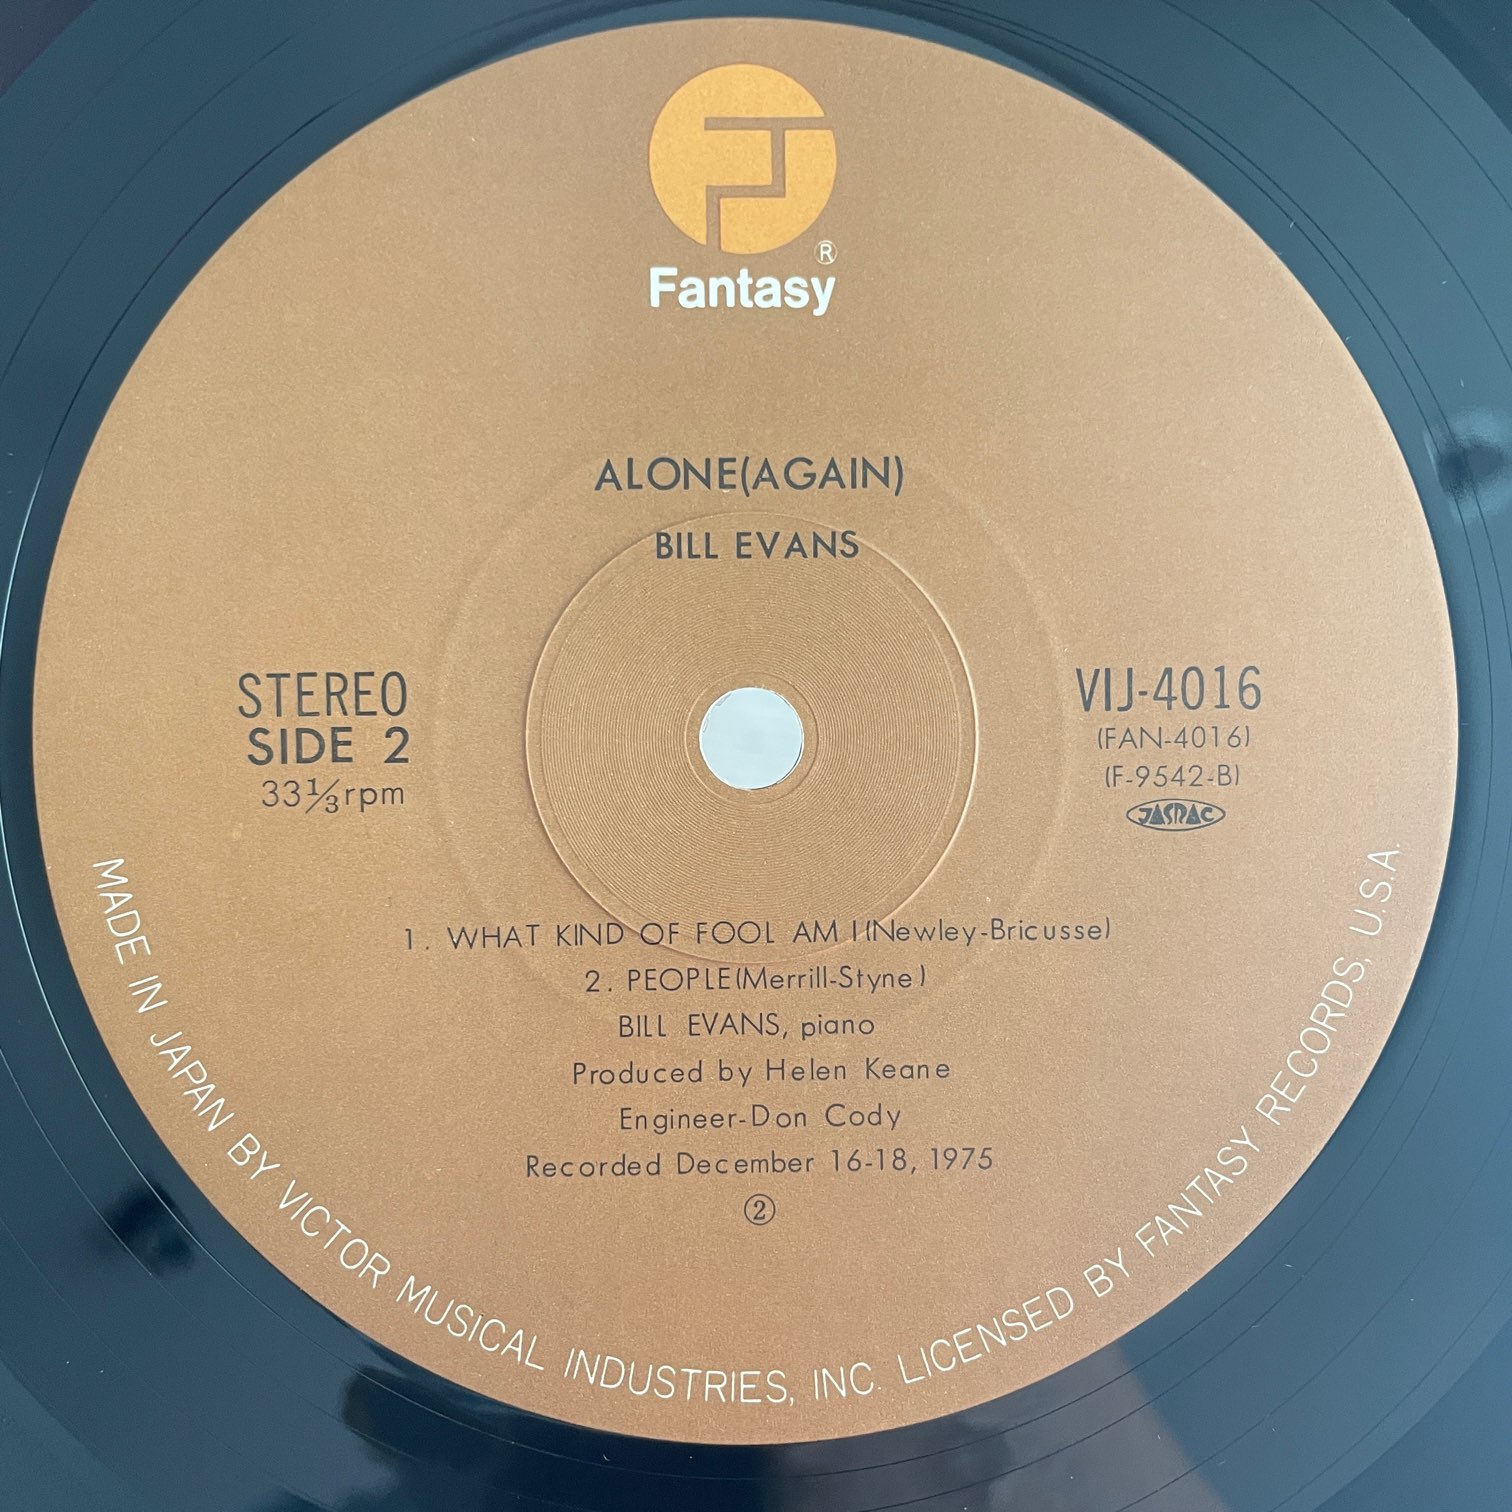 ®
Fantasy
ALONE(AGAIN)
BILL EVANS
STEREO
SIDE 2
33⅓rpm
VIJ-4016
(FAN-4016)
(F-9542-B)
JASRAC
1. WHAT KIND OF FOOL AM I(Newley-Bricusse)
2. PEOPLE(Merrill-Styne)
BILL EVANS, piano
Produced by Helen Keane
Engineer-Don Cody
Recorded December 16-18, 1975
②
MADE IN JAPAN BY VICTOR MUSICAL INDUSTRIES, INC. LICENSED BY FANTASY RECORDS, U.S.A.